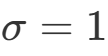 σ = 1